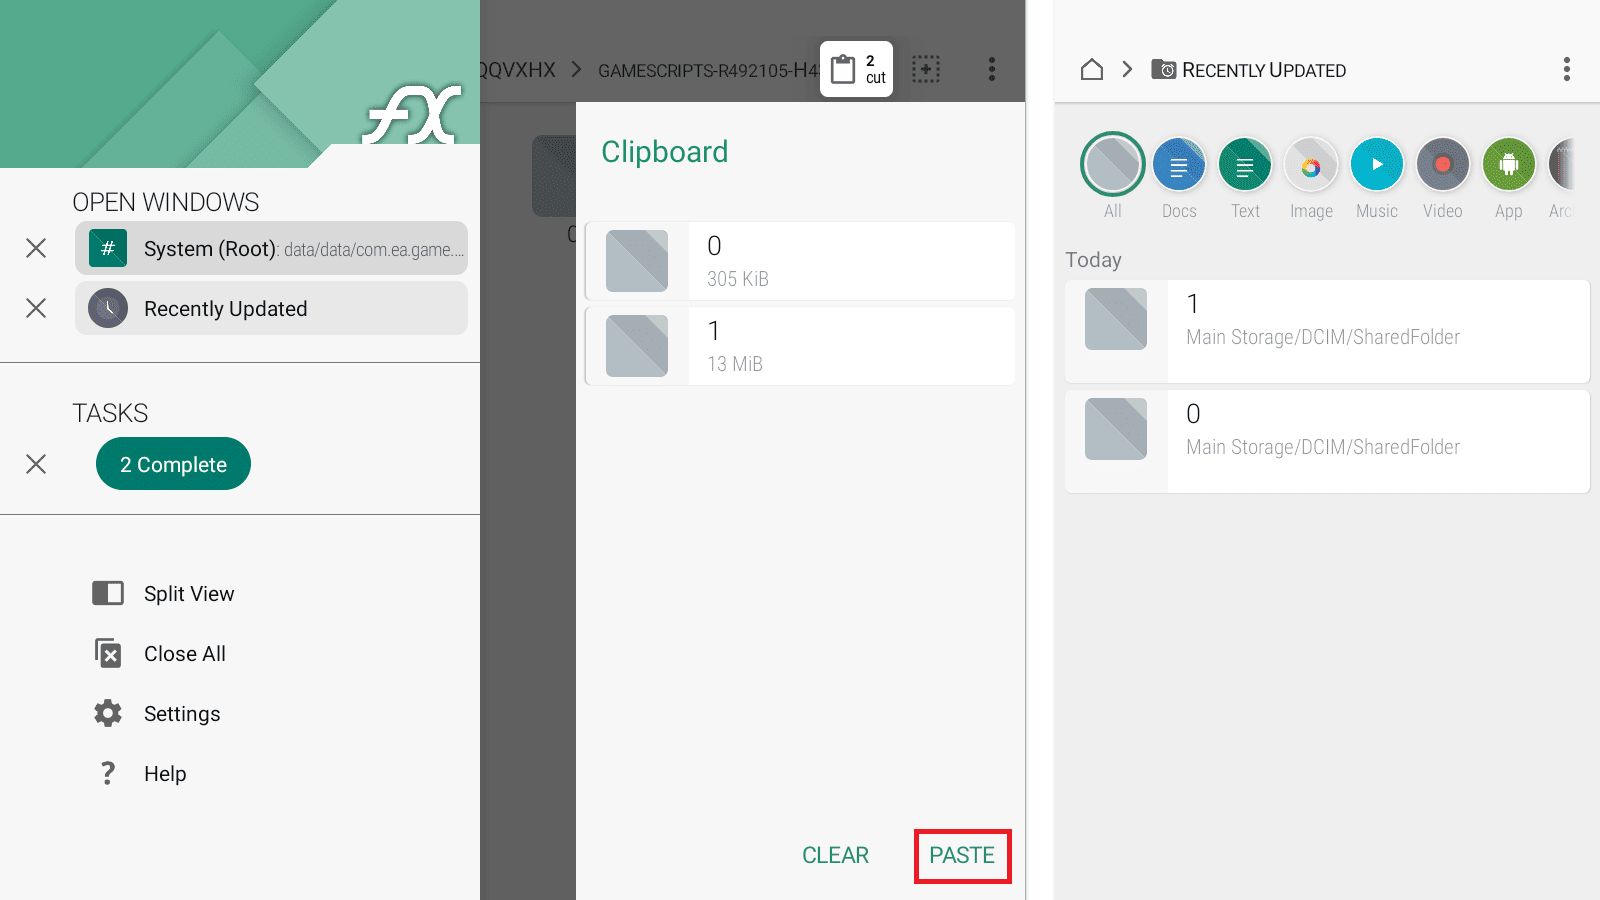 fX
OPEN WINDOWS
# System (Root): data/data/com.ea.game....
Recently Updated
TASKS
2 Complete
Split View
Close All
Settings
? Help
QQVXHX > GAMESCRIPTS-R492105-H4
2
cut
Clipboard
0
305 KiB
1
13 MiB
CLEAR PASTE
> RECENTLY UPDATED
All Docs Text Image Music Video App Arc
Today
1
Main Storage/DCIM/SharedFolder
0
Main Storage/DCIM/SharedFolder